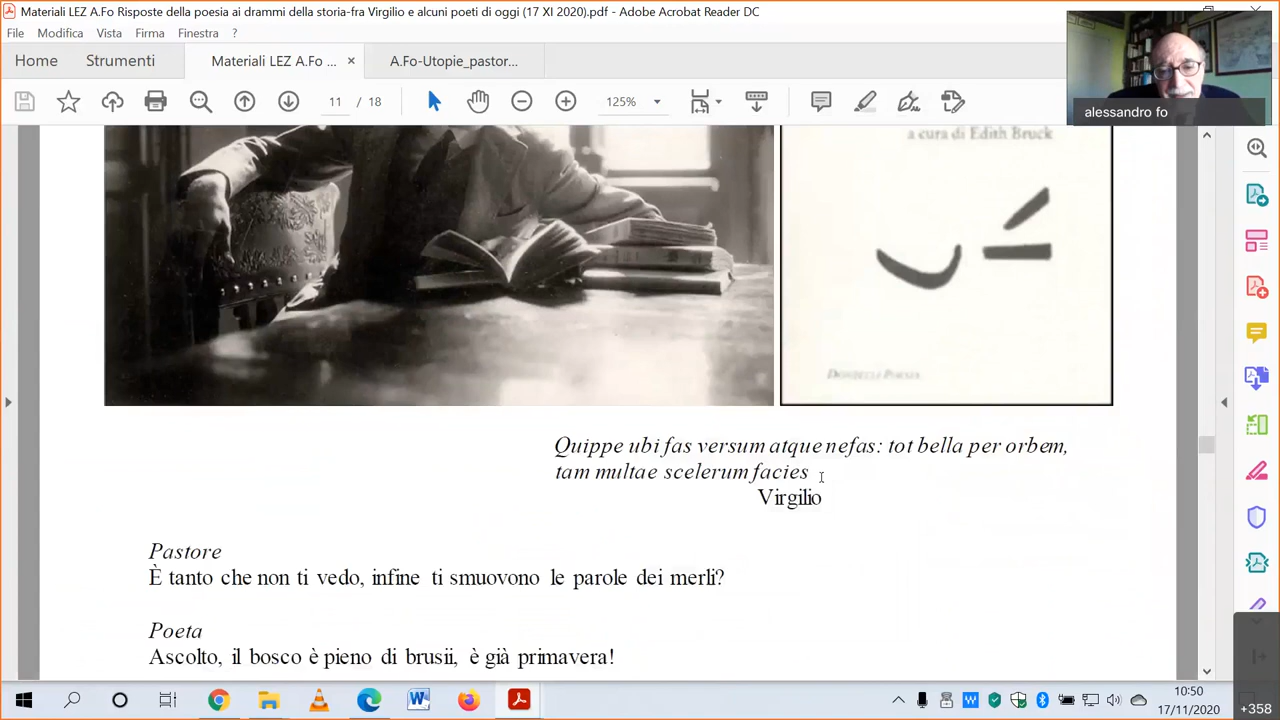 Materiali LEZ A.Fo Risposte della poesia ai drammi della storia-fra Virgilio e alcuni poeti di oggi (17 XI 2020).pdf - Adobe Acrobat Reader DC
File Modifica Vista Firma Finestra ?
Home Strumenti Materiali LEZ A.Fo ... × A.Fo-Utopie_pastor...
11 / 18 125%
alessandro fo
a cura di Edith Bruck
Donzelli Poesia
Quippe ubi fas versum atque nefas: tot bella per orbem,
tam multae scelerum facies
Virgilio
Pastore
È tanto che non ti vedo, infine ti smuovono le parole dei merli?
Poeta
Ascolto, il bosco è pieno di brusii, è già primavera!
10:50
17/11/2020
+358